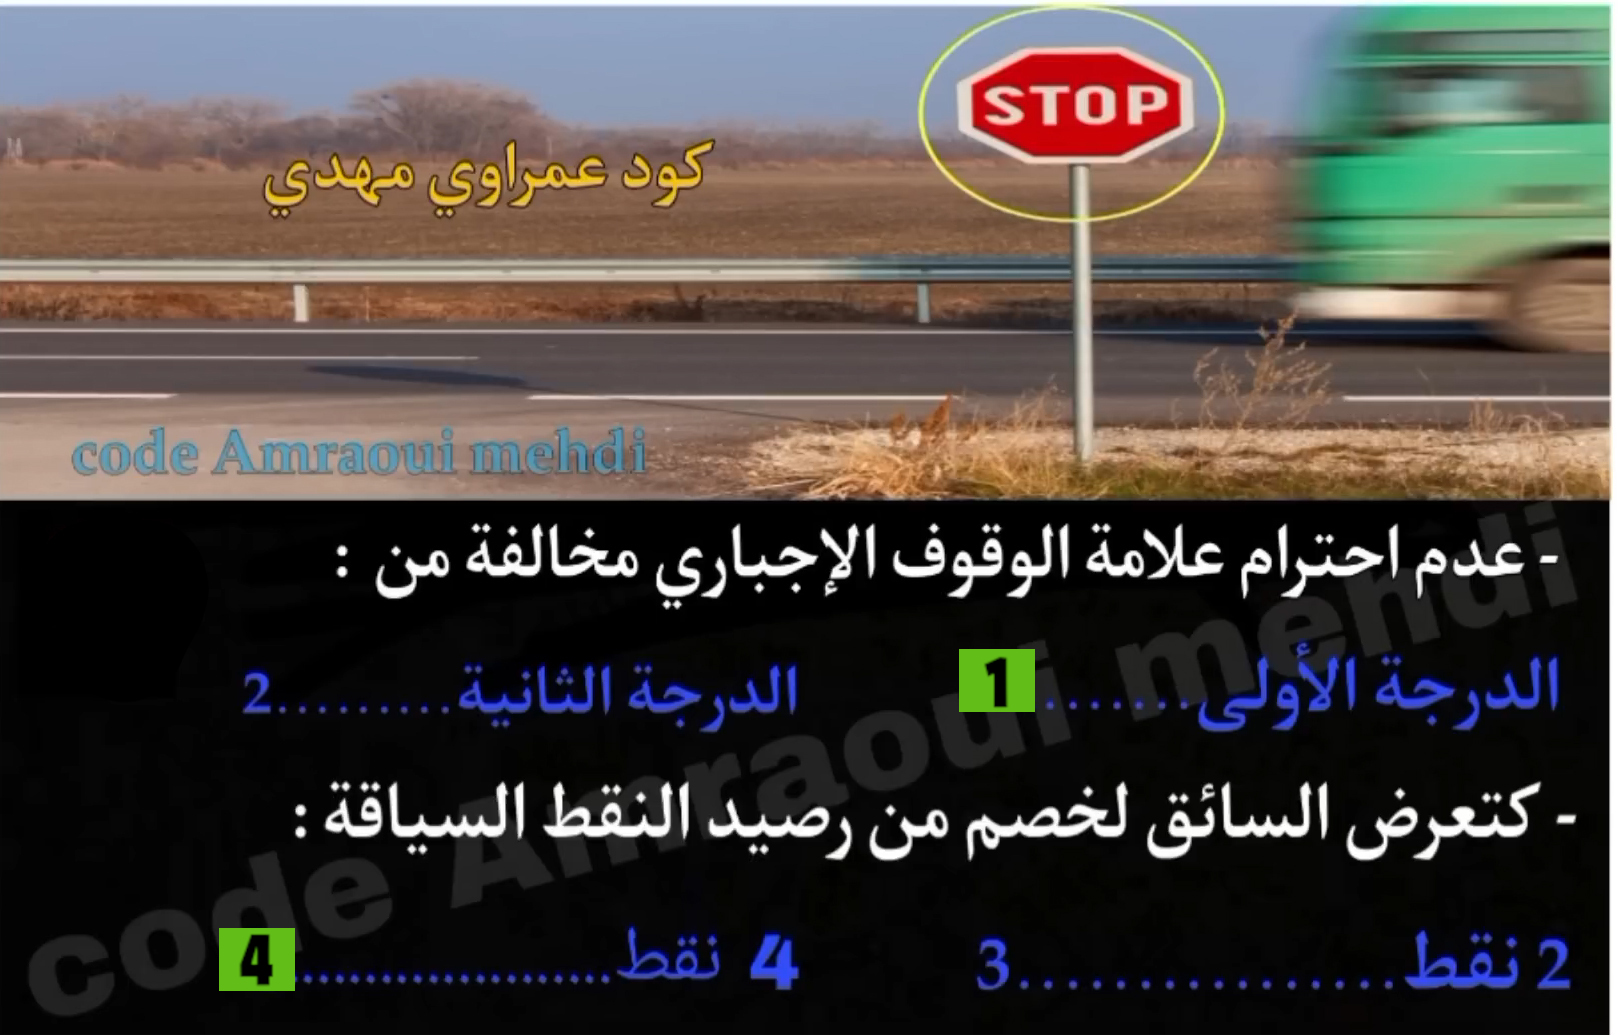 STOP
كود عمراوي مهدي
code Amraoui mehdi
- عدم احترام علامة الوقوف الإجباري مخالفة من :
الدرجة الأولى.......1
الدرجة الثانية.........2
- كتعرض السائق لخصم من رصيد النقط السياقة :
2 نقط................3
4 نقط....................4
code Amraoui mehdi